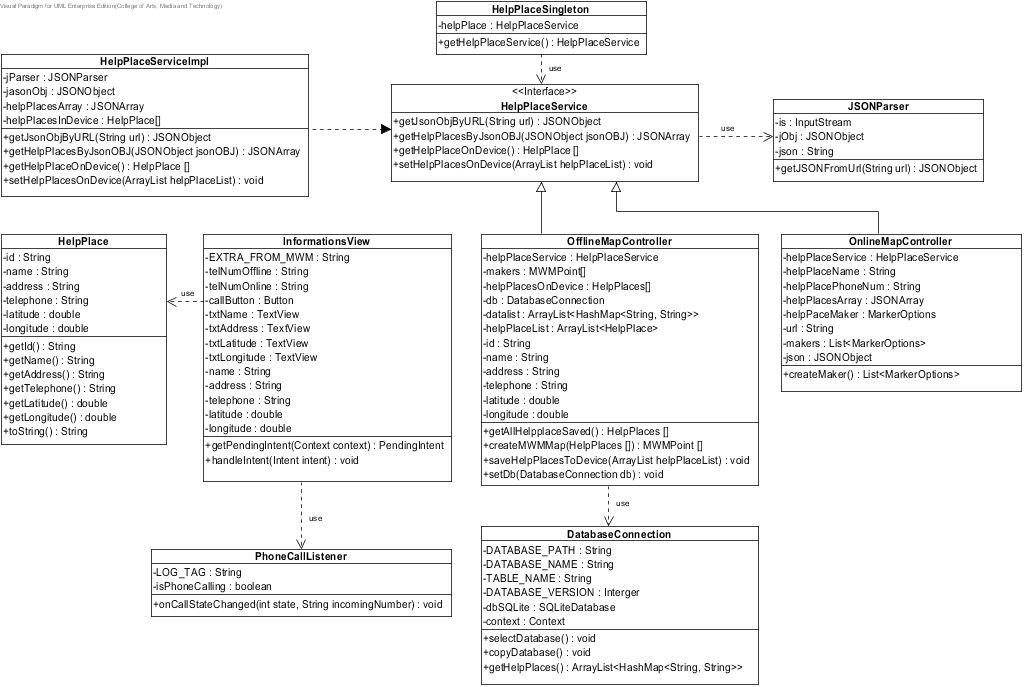 Visual Paradigm for UML Enterprise Edition(College of Arts, Media and Technology)
HelpPlaceSingleton
-helpPlace : HelpPlaceService
+getHelpPlaceService() : HelpPlaceService
use
HelpPlaceServiceImpl
-jParser : JSONParser
-jasonObj : JSONObject
-helpPlacesArray : JSONArray
-helpPlacesInDevice : HelpPlace[]
+getJsonObjByURL(String url) : JSONObject
+getHelpPlacesByJsonOBJ(JSONObject jsonOBJ) : JSONArray
+getHelpPlaceOnDevice() : HelpPlace []
+setHelpPlacesOnDevice(ArrayList helpPlaceList) : void
<<Interface>>
HelpPlaceService
+getJsonObjByURL(String url) : JSONObject
+getHelpPlacesByJsonOBJ(JSONObject jsonOBJ) : JSONArray
+getHelpPlaceOnDevice() : HelpPlace []
+setHelpPlacesOnDevice(ArrayList helpPlaceList) : void
use
JSONParser
-is : InputStream
-jObj : JSONObject
-json : String
+getJSONFromUrl(String url) : JSONObject
HelpPlace
-id : String
-name : String
-address : String
-telephone : String
-latitude : double
-longitude : double
+getId() : String
+getName() : String
+getAddress() : String
+getTelephone() : String
+getLatitude() : double
+getLongitude() : double
+toString() : String
use
InformationsView
-EXTRA_FROM_MWM : String
-telNumOffline : String
-telNumOnline : String
-callButton : Button
-txtName : TextView
-txtAddress : TextView
-txtLatitude : TextView
-txtLongitude : TextView
-name : String
-address : String
-telephone : String
-latitude : double
-longitude : double
+getPendingIntent(Context context) : PendingIntent
+handleIntent(Intent intent) : void
OfflineMapController
-helpPlaceService : HelpPlaceService
-makers : MWMPoint[]
-helpPlacesOnDevice : HelpPlaces[]
-db : DatabaseConnection
-datalist : ArrayList<HashMap<String, String>>
-helpPlaceList : ArrayList<HelpPlace>
-id : String
-name : String
-address : String
-telephone : String
-latitude : double
-longitude : double
+getAllHelpplaceSaved() : HelpPlaces []
+createMWMMap(HelpPlaces []) : MWMPoint []
+saveHelpPlacesToDevice(ArrayList helpPlaceList) : void
+setDb(DatabaseConnection db) : void
OnlineMapController
-helpPlaceService : HelpPlaceService
-helpPlaceName : String
-helpPlacePhoneNum : String
-helpPlacesArray : JSONArray
-helpPaceMaker : MarkerOptions
-url : String
-makers : List<MarkerOptions>
-json : JSONObject
+createMaker() : List<MarkerOptions>
use
use
PhoneCallListener
-LOG_TAG : String
-isPhoneCalling : boolean
+onCallStateChanged(int state, String incomingNumber) : void
DatabaseConnection
-DATABASE_PATH : String
-DATABASE_NAME : String
-TABLE_NAME : String
-DATABASE_VERSION : Interger
-dbSQLite : SQLiteDatabase
-context : Context
+selectDatabase() : void
+copyDatabase() : void
+getHelpPlaces() : ArrayList<HashMap<String, String>>